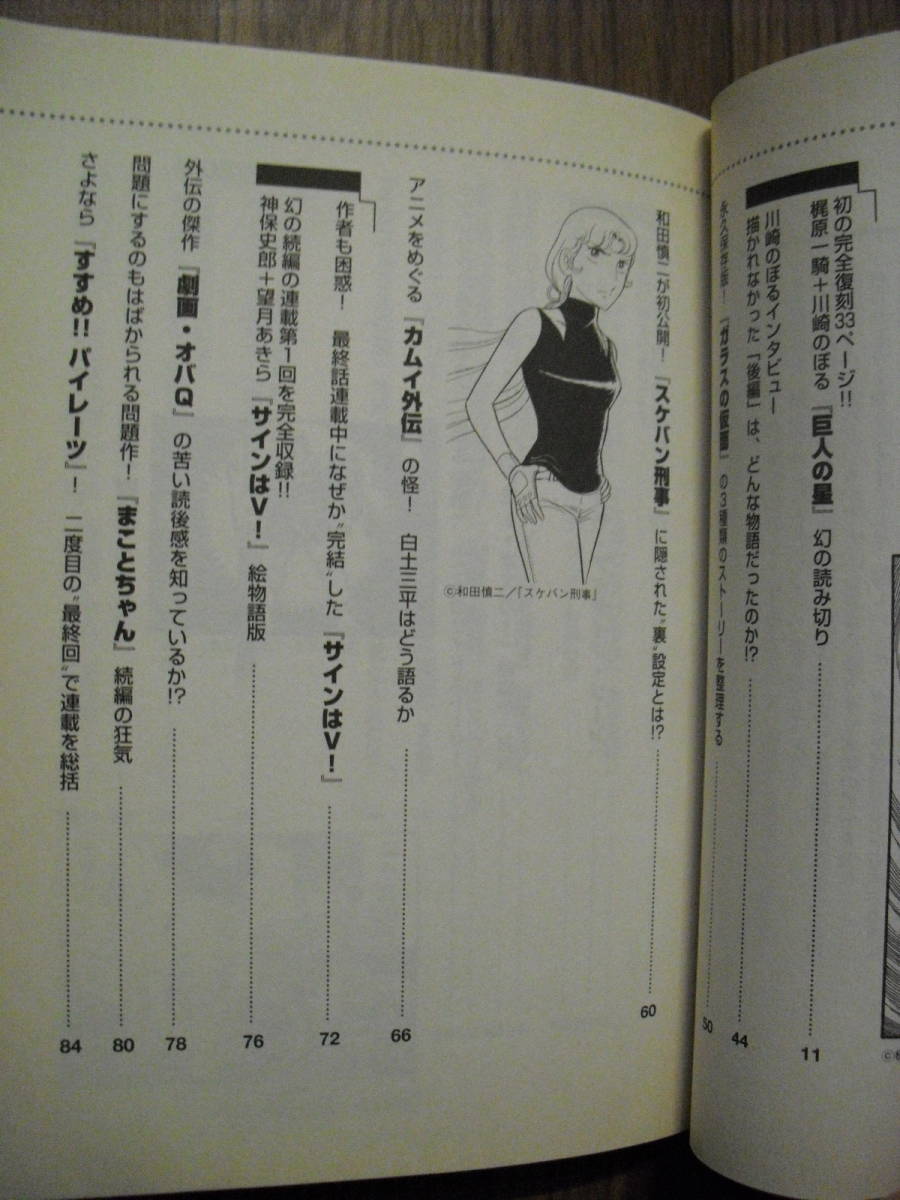 初の完全復刻33ページ!!
梶原一騎＋川崎のぼる『巨人の星』幻の読み切り
11
川崎のぼるインタビュー
描かれなかった「後編」は、どんな物語だったのか!?
44
永久保存版！『ガラスの仮面』の3種類のストーリーを整理する
50
和田慎二が初公開！『スケバン刑事』に隠された“裏”設定とは!?
60
©和田慎二／「スケバン刑事」
アニメをめぐる『カムイ外伝』の怪！ 白土三平はどう語るか
66
作者も困惑！ 最終話連載中になぜか“完結”した『サインはV！』
72
幻の続編の連載第1回を完全収録!!
神保史郎＋望月あきら『サインはV！』絵物語版
76
外伝の傑作『劇画・オバQ』の苦い読後感を知っているか!?
78
問題にするのもはばかられる問題作！『まことちゃん』続編の狂気
80
さよなら『すすめ!!パイレーツ』！ 二度目の“最終回”で連載を総括
84